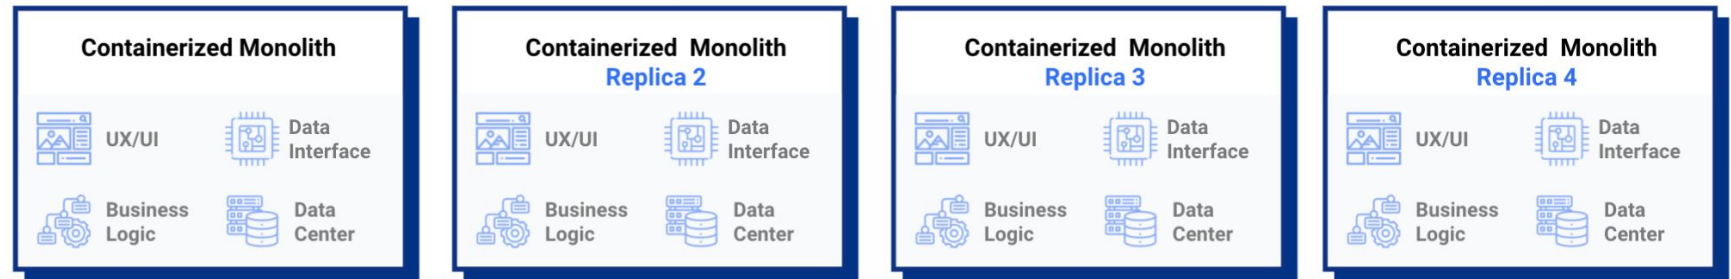 Containerized Monolith
UX/UI
Data
Interface
Business
Logic
Data
Center
Containerized Monolith
Replica 2
UX/UI
Data
Interface
Business
Logic
Data
Center
Containerized Monolith
Replica 3
UX/UI
Data
Interface
Business
Logic
Data
Center
Containerized Monolith
Replica 4
UX/UI
Data
Interface
Business
Logic
Data
Center